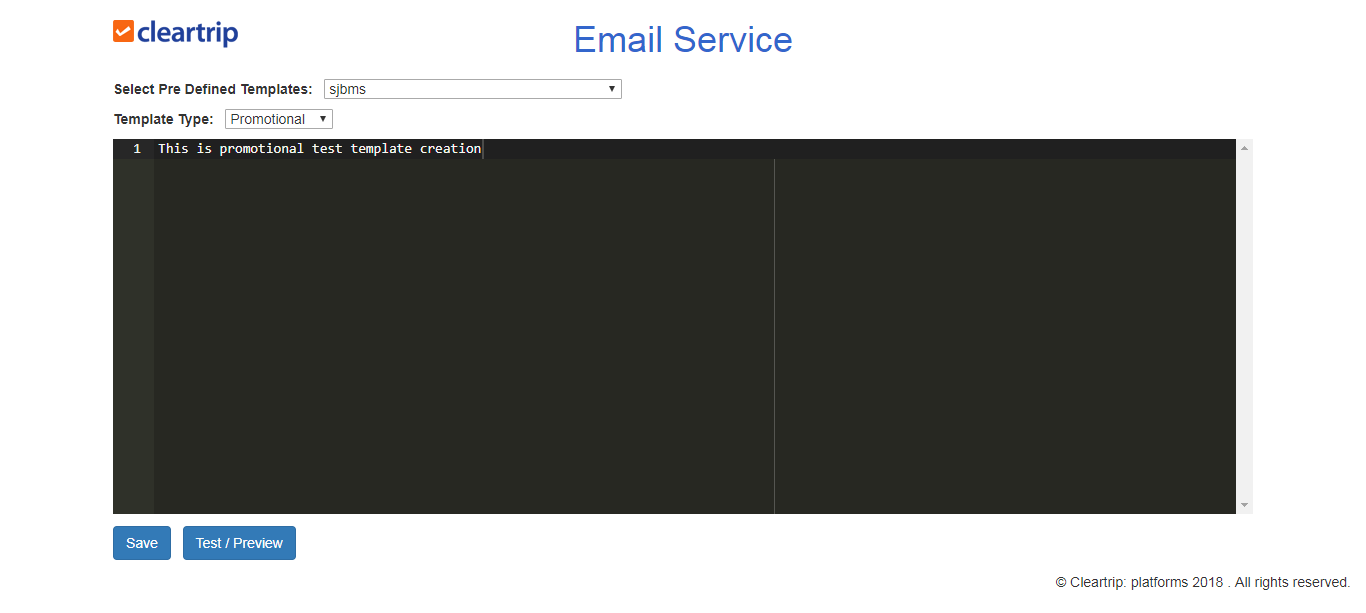 cleartrip
Email Service
Select Pre Defined Templates: sjbms
Template Type: Promotional
1 This is promotional test template creation
Save Test / Preview
© Cleartrip: platforms 2018 . All rights reserved.